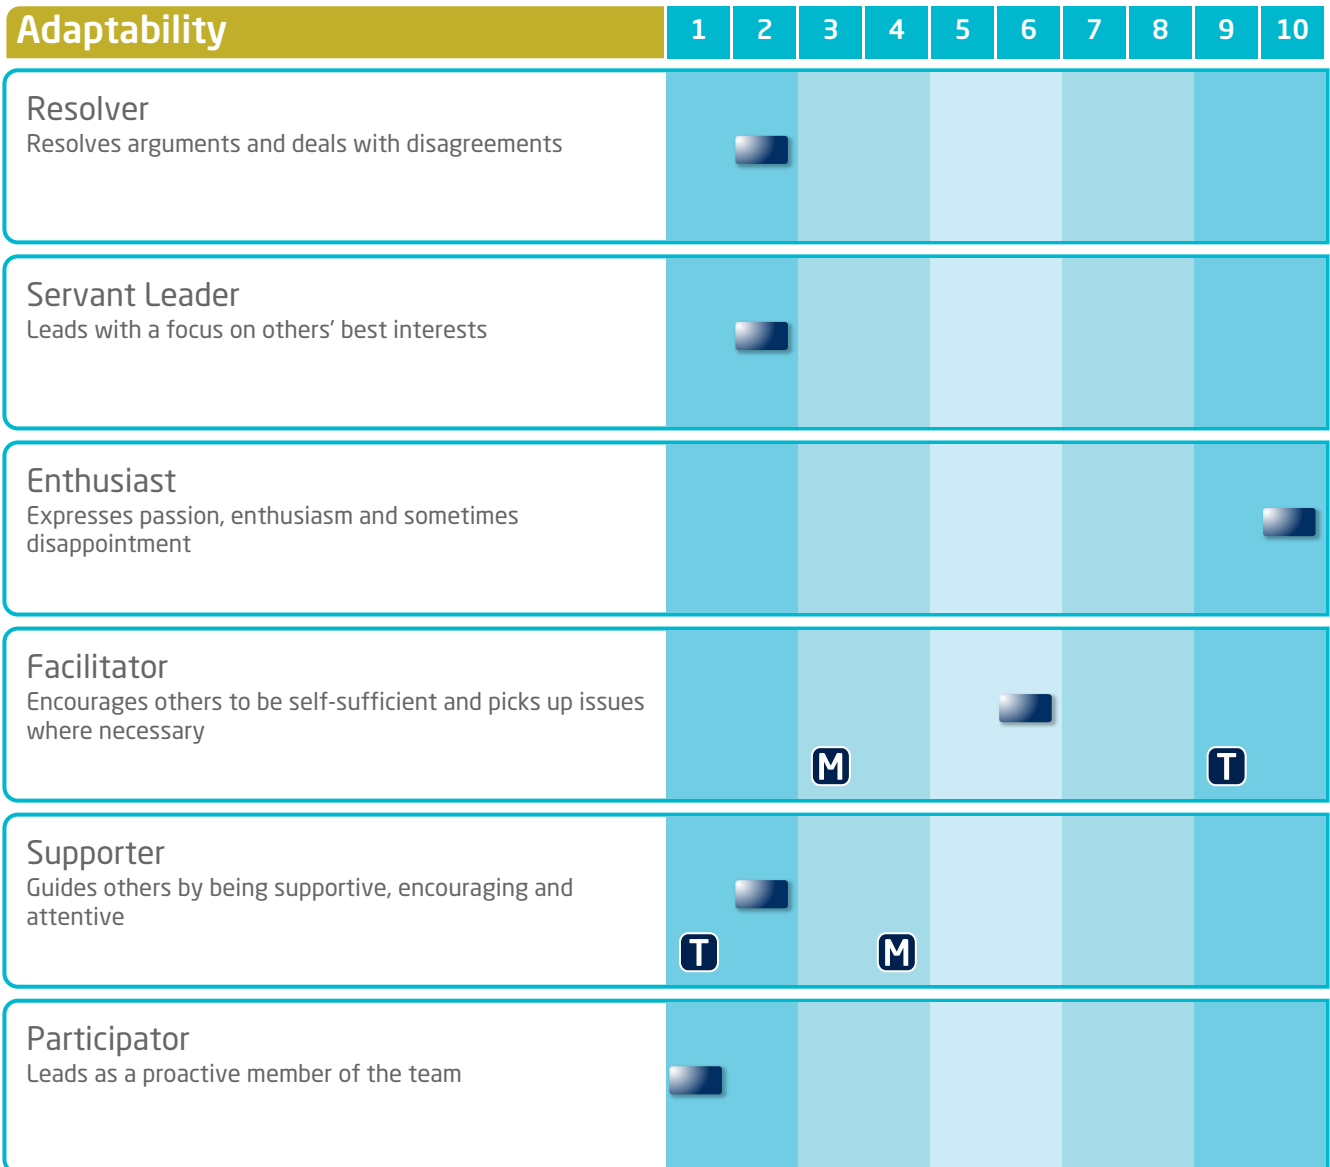 Adaptability 1 2 3 4 5 6 7 8 9 10
Resolver
Resolves arguments and deals with disagreements
Servant Leader
Leads with a focus on others’ best interests
Enthusiast
Expresses passion, enthusiasm and sometimes
disappointment
Facilitator
Encourages others to be self-sufficient and picks up issues
where necessary
M T
Supporter
Guides others by being supportive, encouraging and
attentive
T M
Participator
Leads as a proactive member of the team